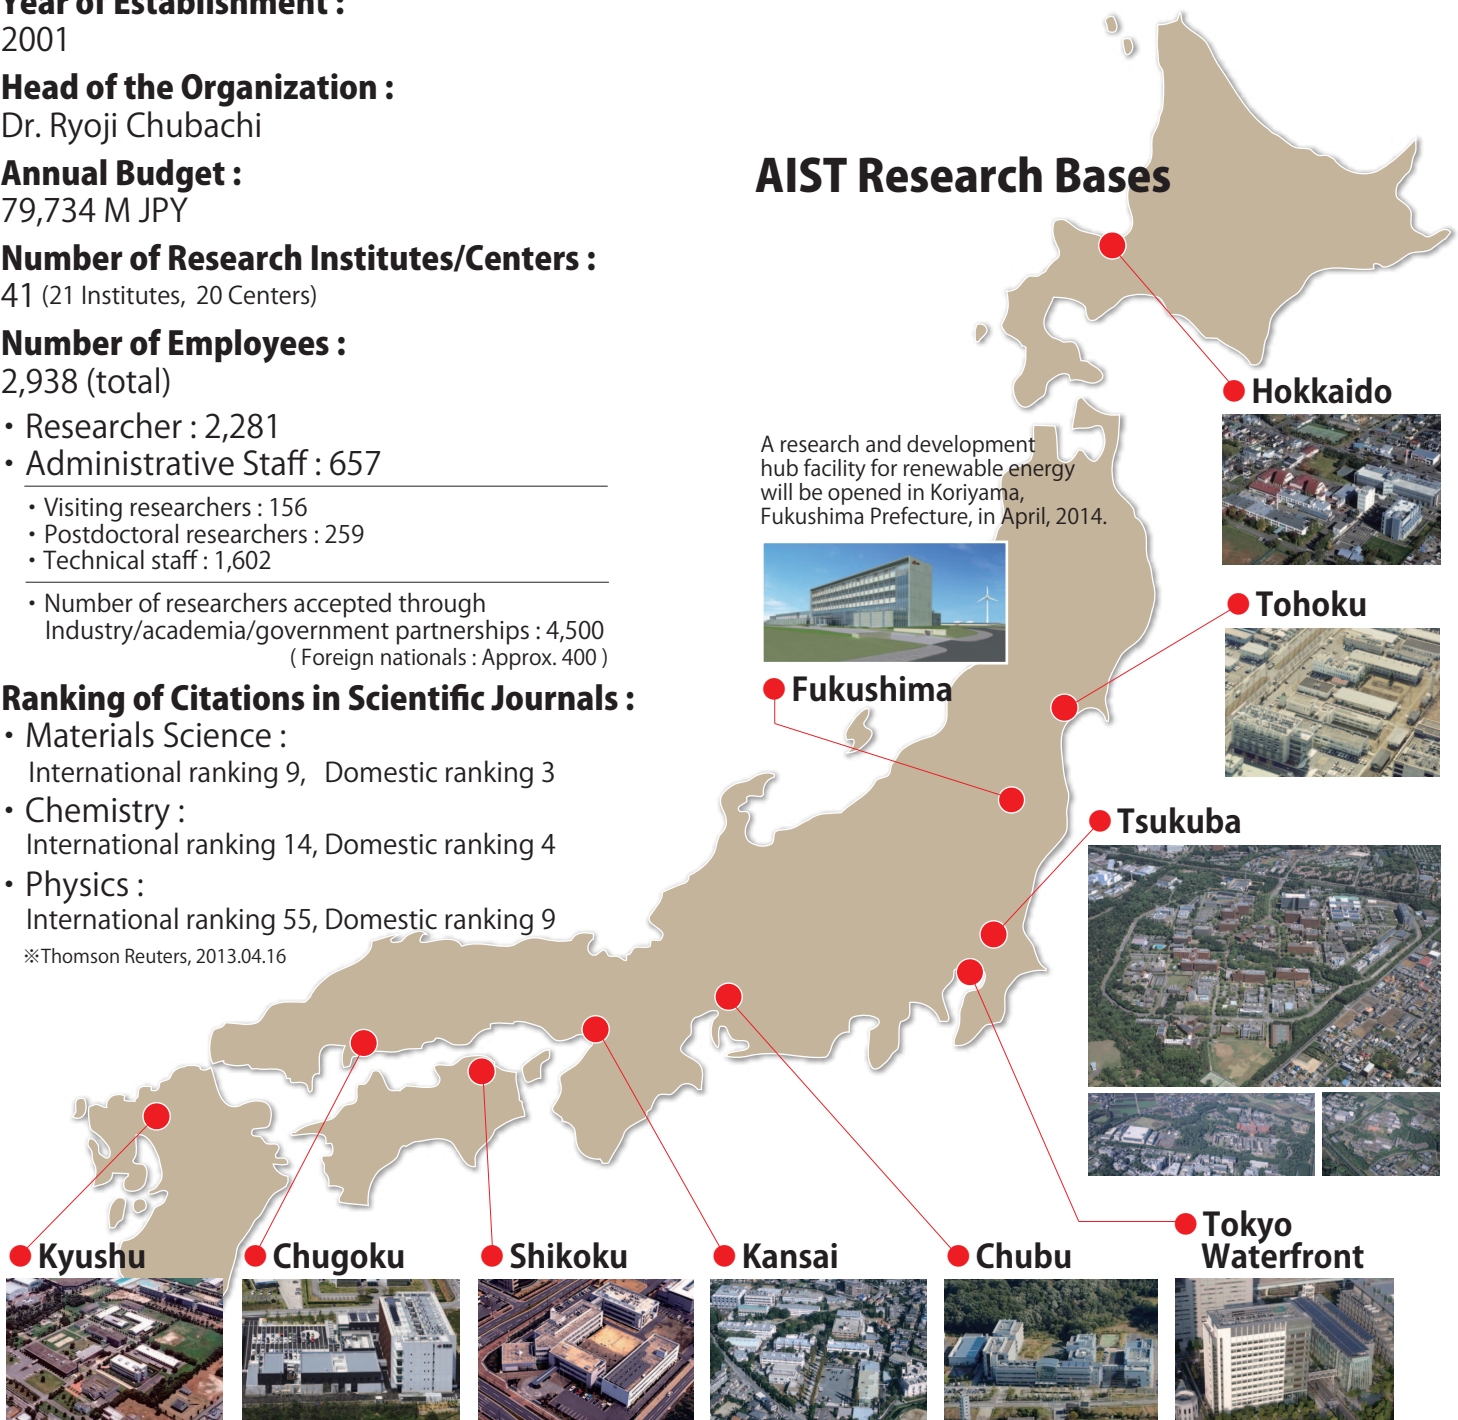 Year of Establishment :
2001
Head of the Organization :
Dr. Ryoji Chubachi
Annual Budget :
79,734 M JPY
Number of Research Institutes/Centers :
41 (21 Institutes, 20 Centers)
Number of Employees :
2,938 (total)
・Researcher : 2,281
・Administrative Staff : 657
・Visiting researchers : 156
・Postdoctoral researchers : 259
・Technical staff : 1,602
・Number of researchers accepted through
Industry/academia/government partnerships : 4,500
( Foreign nationals : Approx. 400 )
Ranking of Citations in Scientific Journals :
・Materials Science :
International ranking 9, Domestic ranking 3
・Chemistry :
International ranking 14, Domestic ranking 4
・Physics :
International ranking 55, Domestic ranking 9
※Thomson Reuters, 2013.04.16
AIST Research Bases
Hokkaido
A research and development
hub facility for renewable energy
will be opened in Koriyama,
Fukushima Prefecture, in April, 2014.
Tohoku
Fukushima
Tsukuba
Tokyo
Waterfront
Kyushu
Chugoku
Shikoku
Kansai
Chubu